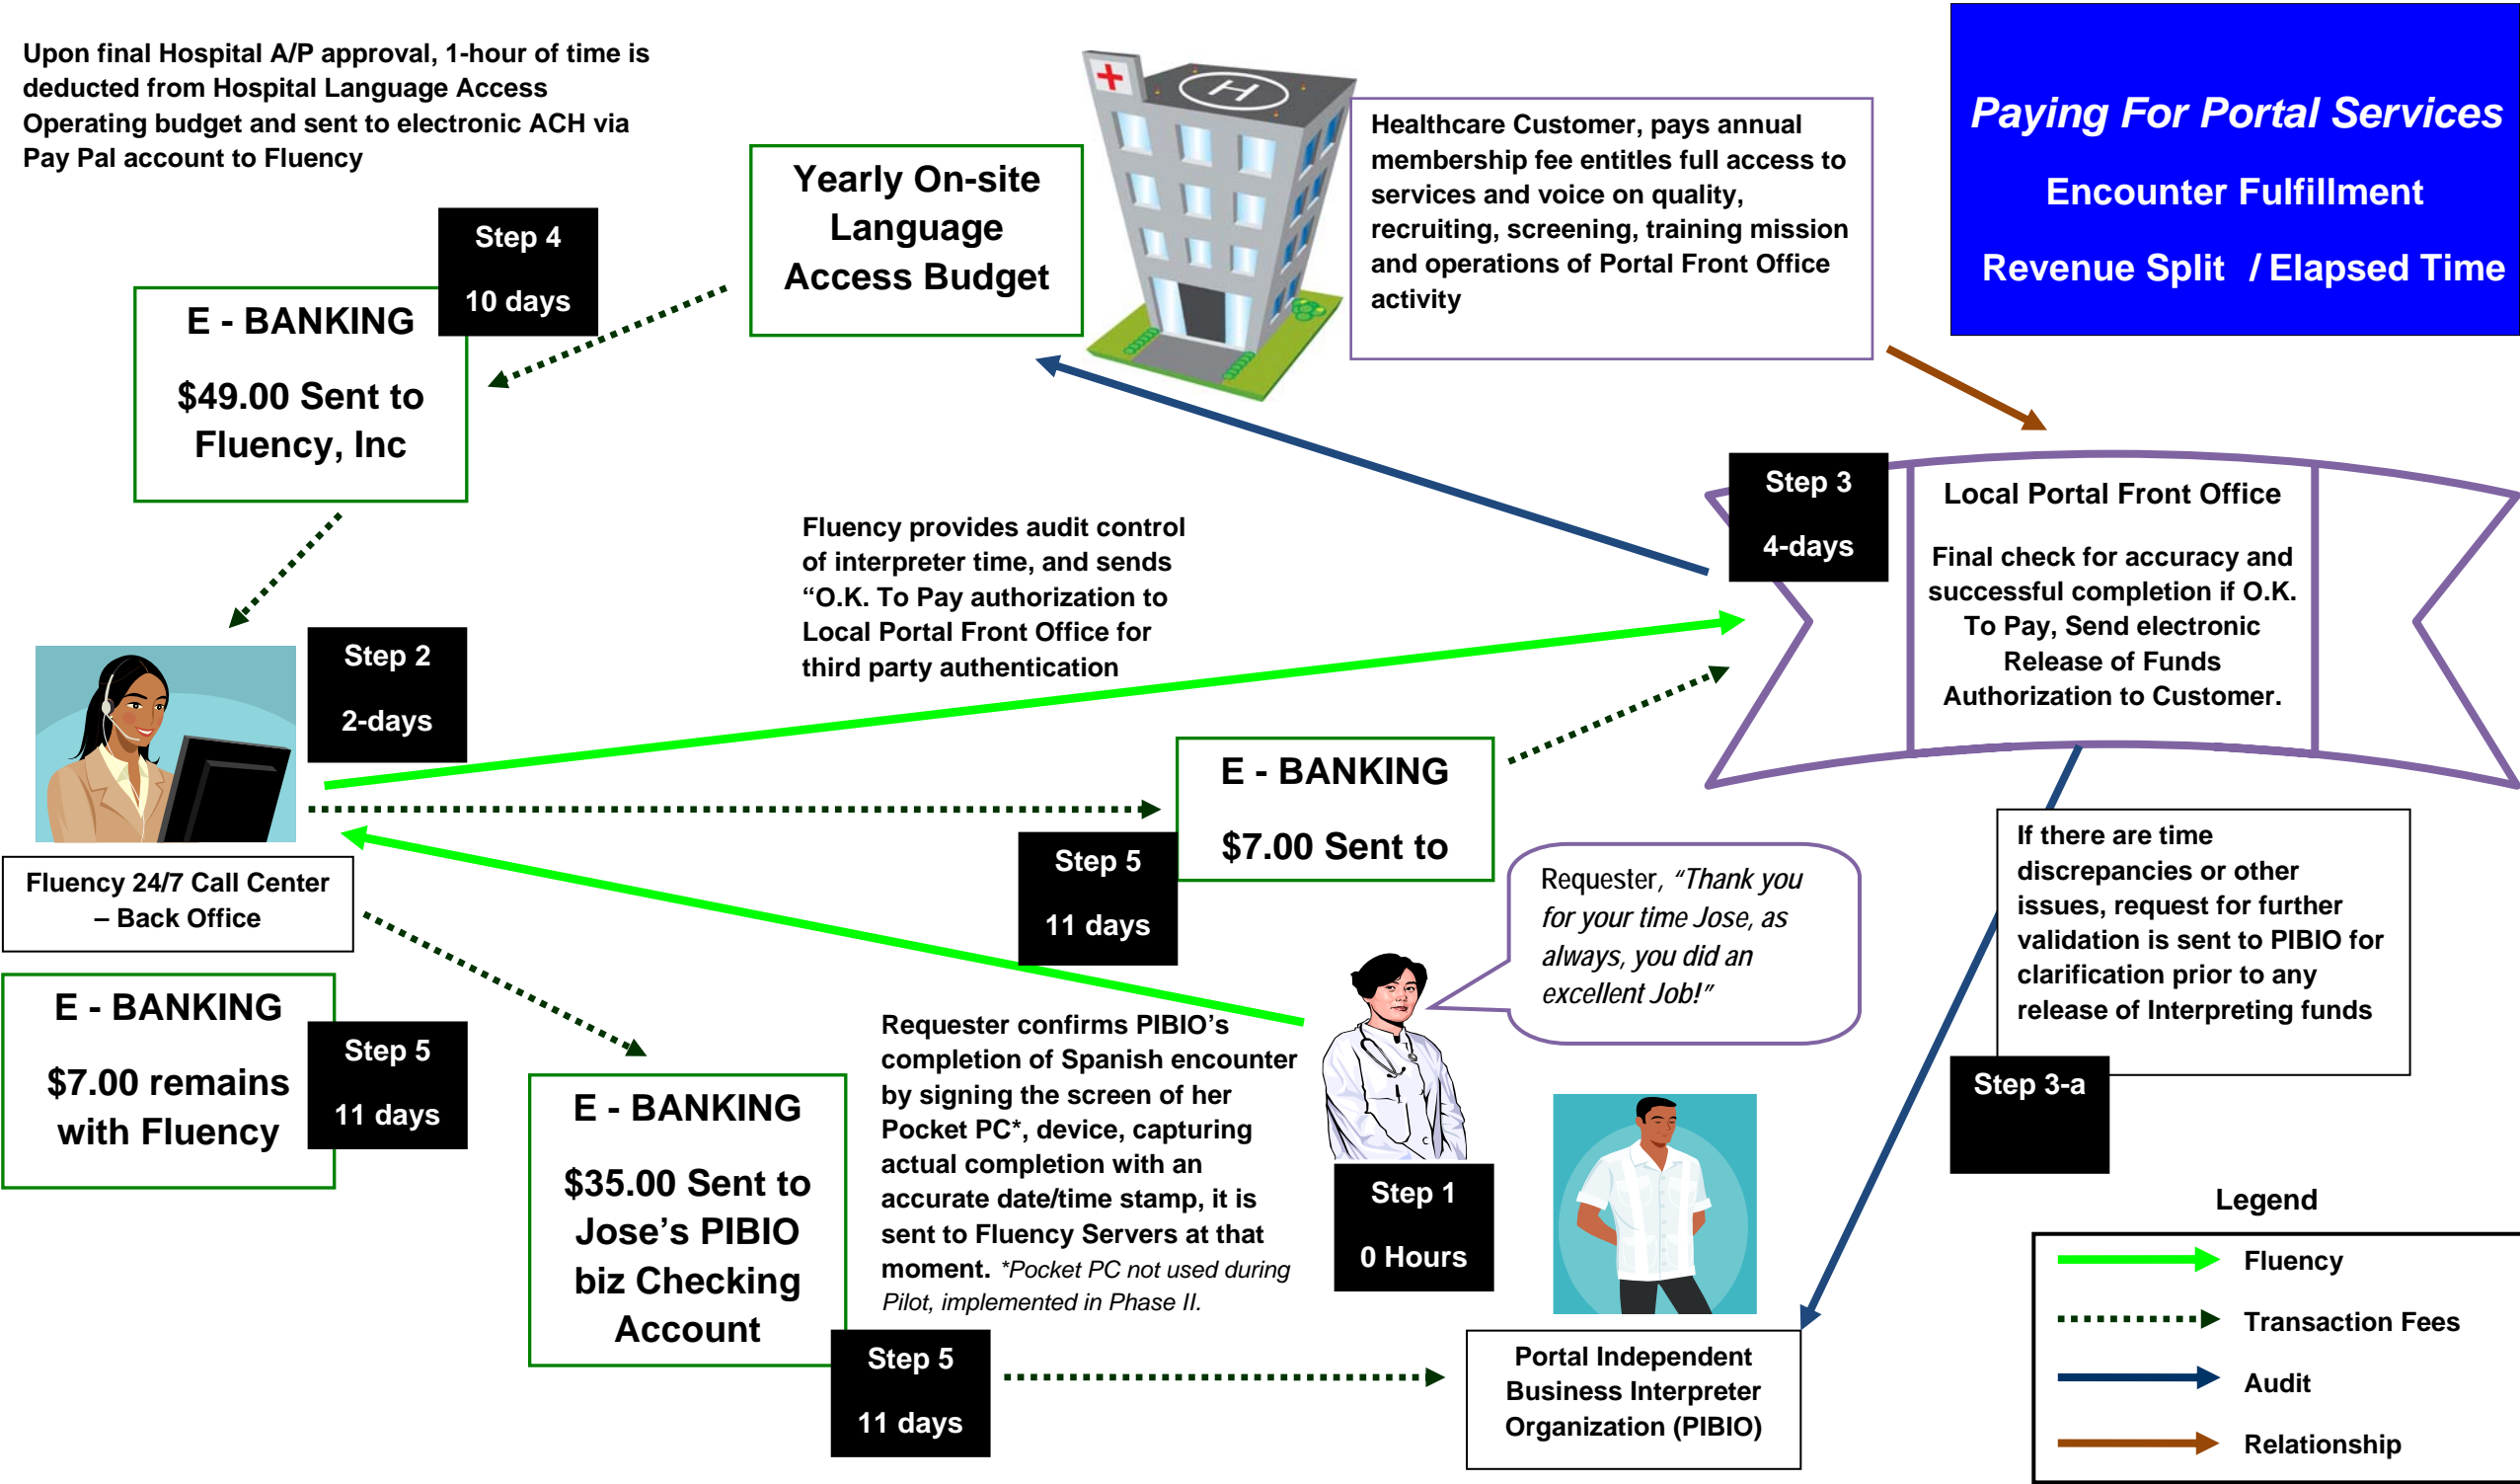 Upon final Hospital A/P approval, 1-hour of time is
deducted from Hospital Language Access
Operating budget and sent to electronic ACH via
Pay Pal account to Fluency
Yearly On-site
Language
Access Budget
H
Healthcare Customer, pays annual
membership fee entitles full access to
services and voice on quality,
recruiting, screening, training mission
and operations of Portal Front Office
activity
Paying For Portal Services
Encounter Fulfillment
Revenue Split / Elapsed Time
Step 4
10 days
E - BANKING
$49.00 Sent to
Fluency, Inc
Step 3
4-days
Local Portal Front Office
Final check for accuracy and
successful completion if O.K.
To Pay, Send electronic
Release of Funds
Authorization to Customer.
Fluency provides audit control
of interpreter time, and sends
“O.K. To Pay authorization to
Local Portal Front Office for
third party authentication
Step 2
2-days
Fluency 24/7 Call Center
– Back Office
E - BANKING
$7.00 Sent to
Step 5
11 days
Requester, “Thank you
for your time Jose, as
always, you did an
excellent Job!”
If there are time
discrepancies or other
issues, request for further
validation is sent to PIBIO for
clarification prior to any
release of Interpreting funds
Step 3-a
E - BANKING
$7.00 remains
with Fluency
Step 5
11 days
E - BANKING
$35.00 Sent to
Jose’s PIBIO
biz Checking
Account
Step 5
11 days
Requester confirms PIBIO’s
completion of Spanish encounter
by signing the screen of her
Pocket PC*, device, capturing
actual completion with an
accurate date/time stamp, it is
sent to Fluency Servers at that
moment. *Pocket PC not used during
Pilot, implemented in Phase II.
Step 1
0 Hours
Portal Independent
Business Interpreter
Organization (PIBIO)
Legend
Fluency
Transaction Fees
Audit
Relationship